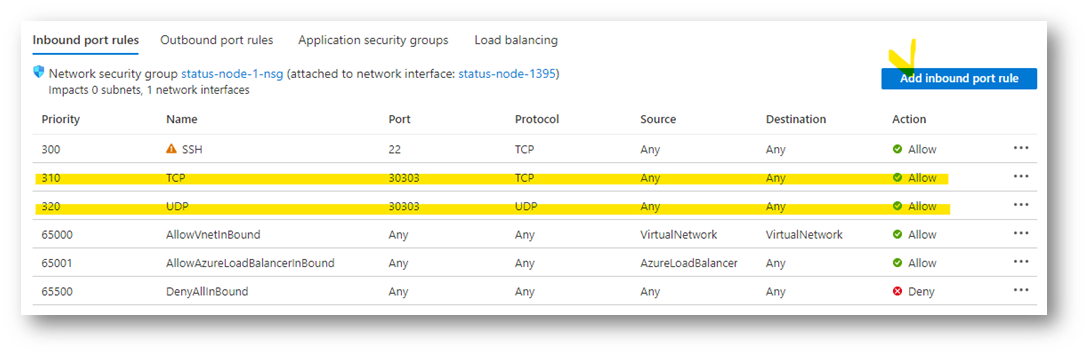 Inbound port rules Outbound port rules Application security groups Load balancing
Network security group status-node-1-nsg (attached to network interface: status-node-1395)
Impacts 0 subnets, 1 network interfaces
Add inbound port rule
Priority Name Port Protocol Source Destination Action
300 SSH 22 TCP Any Any Allow ...
310 TCP 30303 TCP Any Any Allow ...
320 UDP 30303 UDP Any Any Allow ...
65000 AllowVnetInBound Any Any VirtualNetwork VirtualNetwork Allow ...
65001 AllowAzureLoadBalancerInBound Any Any AzureLoadBalancer Any Allow ...
65500 DenyAllInBound Any Any Any Any Deny ...